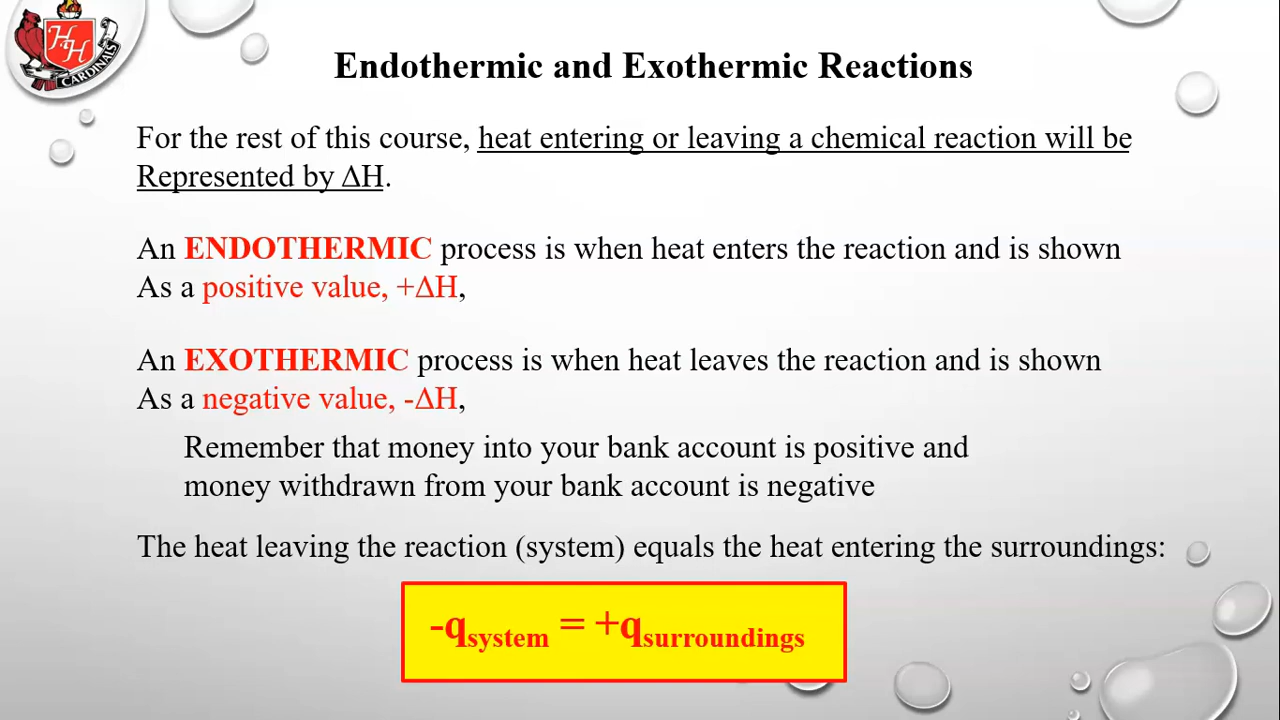 HH
CARDINALS
Endothermic and Exothermic Reactions
For the rest of this course, heat entering or leaving a chemical reaction will be
Represented by ΔH.
An ENDOTHERMIC process is when heat enters the reaction and is shown
As a positive value, +ΔH,
An EXOTHERMIC process is when heat leaves the reaction and is shown
As a negative value, -ΔH,
Remember that money into your bank account is positive and
money withdrawn from your bank account is negative
The heat leaving the reaction (system) equals the heat entering the surroundings:
-qsystem = +qsurroundings